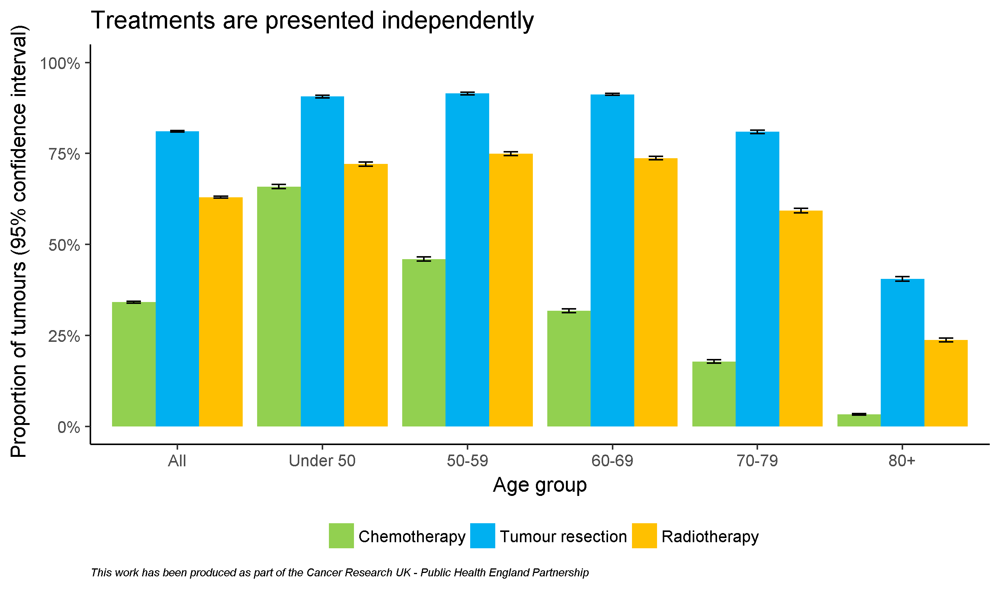 Treatments are presented independently
Proportion of tumours (95% confidence interval)
100%
75%
50%
25%
0%
All
Under 50
50-59
60-69
70-79
80+
Age group
Chemotherapy
Tumour resection
Radiotherapy
This work has been produced as part of the Cancer Research UK - Public Health England Partnership